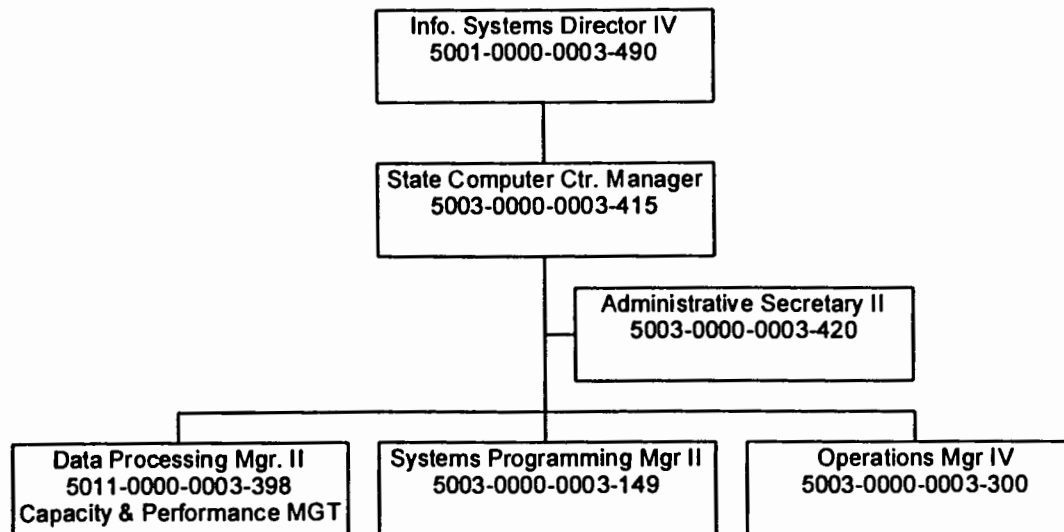 Info. Systems Director IV
5001-0000-0003-490
State Computer Ctr. Manager
5003-0000-0003-415
Administrative Secretary II
5003-0000-0003-420
Data Processing Mgr. II
5011-0000-0003-398
Capacity & Performance MGT
Systems Programming Mgr II
5003-0000-0003-149
Operations Mgr IV
5003-0000-0003-300